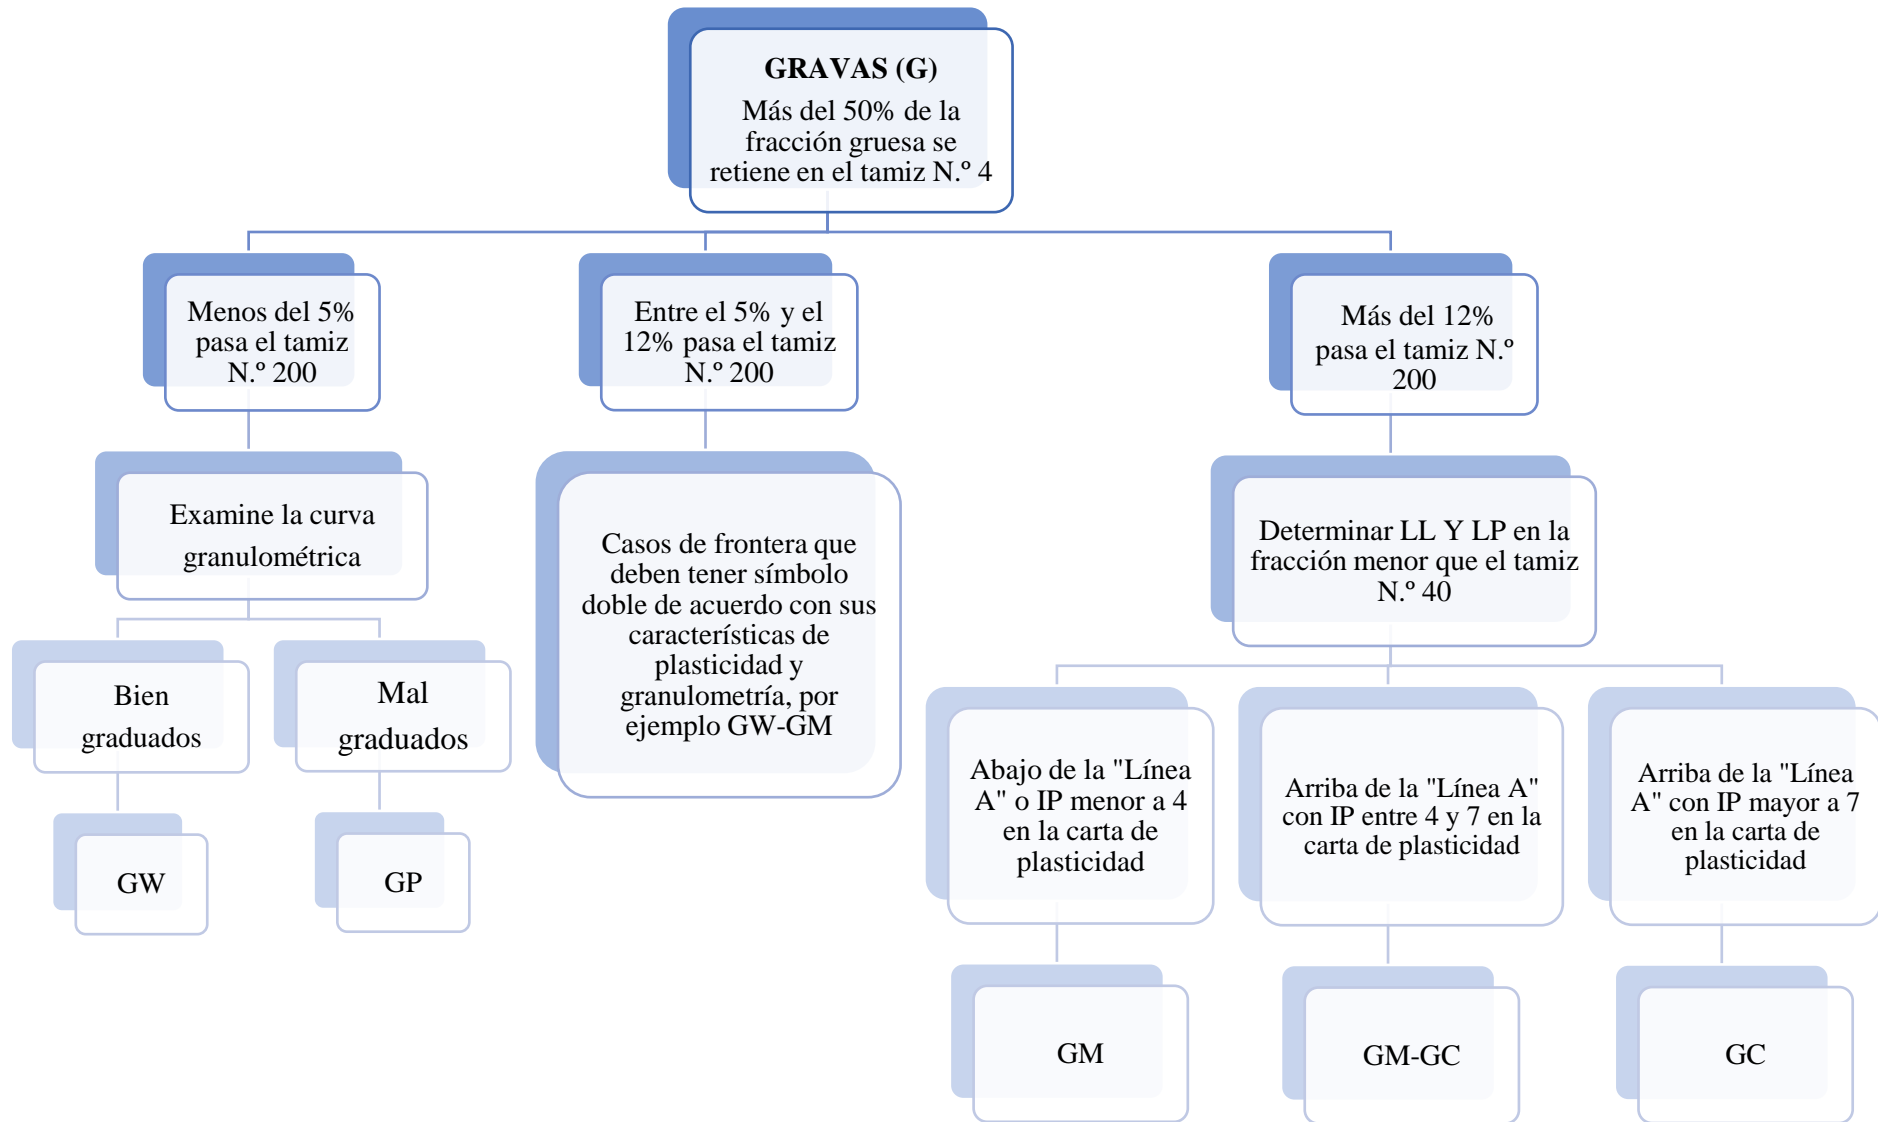 GRAVAS (G)
Más del 50% de la
fracción gruesa se
retiene en el tamiz N.º 4
Menos del 5%
pasa el tamiz
N.º 200
Entre el 5% y el
12% pasa el tamiz
N.º 200
Más del 12%
pasa el tamiz N.º
200
Examine la curva
granulométrica
Casos de frontera que
deben tener símbolo
doble de acuerdo con sus
características de
plasticidad y
granulometría, por
ejemplo GW-GM
Determinar LL Y LP en la
fracción menor que el tamiz
N.º 40
Bien
graduados
Mal
graduados
Abajo de la "Línea
A" o IP menor a 4
en la carta de
plasticidad
Arriba de la "Línea A"
con IP entre 4 y 7 en la
carta de plasticidad
Arriba de la "Línea
A" con IP mayor a 7
en la carta de
plasticidad
GW
GP
GM
GM-GC
GC